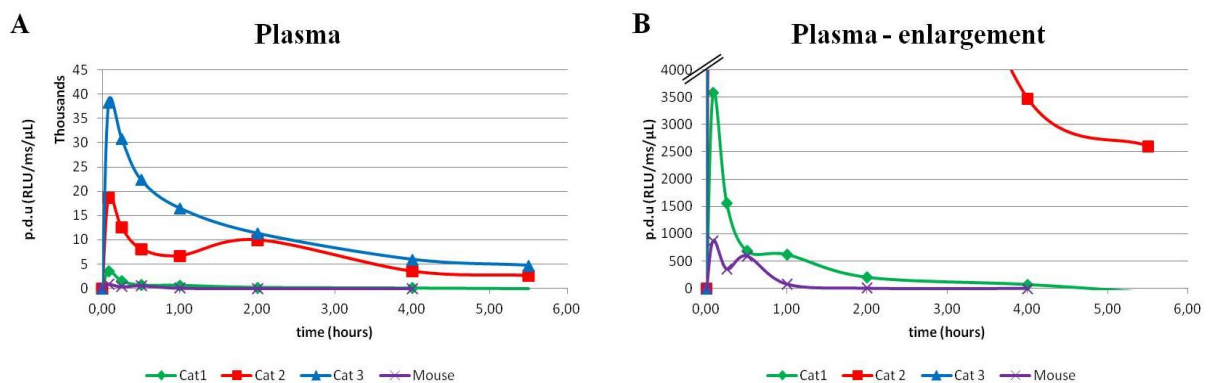 A
Plasma
Thousands
p.d.u (RLU/ms/µL)
45
40
35
30
25
20
15
10
5
0
0,00 1,00 2,00 3,00 4,00 5,00 6,00
time (hours)
Cat1 Cat 2 Cat 3 Mouse
B
Plasma - enlargement
p.d.u (RLU/ms/µL)
4000
3500
3000
2500
2000
1500
1000
500
0
0,00 1,00 2,00 3,00 4,00 5,00 6,00
time (hours)
Cat1 Cat 2 Cat 3 Mouse